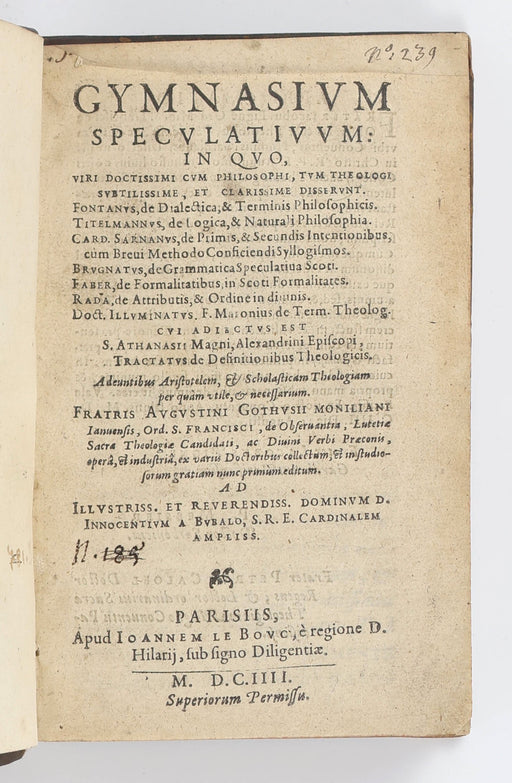 nº: 239
GYMNASIVM
SPECVLATIVVM:
IN QVO,
VIRI DOCTISSIMI CVM PHILOSOPHI, TVM THEOLOGI
SVBTILISSIME, ET CLARISSIME DISSERVNT.
FONTANVS, de Dialectica, & Terminis Philosophicis.
TITELMANNVS, de Logica, & Naturali Philosophia.
CARD. SARNANVS, de Primis, & Secundis Intentionibus,
cum Breui Methodo Conficiendi Syllogismos.
BRVGNATVS, de Grammatica Speculatiua Scoti.
FABER, de Formalitatibus, in Scoti Formalitates.
RADA, de Attributis, & Ordine in diuinis.
Doct. ILLVMINATVS, F. Maronius de Term. Theolog.
CVI ADIECTVS EST
S. ATHANASII Magni, Alexandrini Episcopi,
TRACTATVS de Definitionibus Theologicis.
Adeuntibus Aristotelem, & Scholasticam Theologiam
per quam vtile, & necessarium.
FRATRIS AVGVSTINI GOTHVSII MONILIANI
Ianuensis, Ord. S. FRANCISCI, de Obseruantia, Lutetiæ
Sacræ Theologiæ Candidati, ac Diuini Verbi Præconis,
operâ, & industriâ, ex variis Doctoribus collectum, & in studio-
sorum gratiam nunc primùm editum.
AD
ILLVSTRISS. ET REVERENDISS. DOMINVM D.
INNOCENTIVM A BVBALO, S. R. E. CARDINALEM
AMPLISS.
N. 185
PARISIIS,
Apud IOANNEM LE BOVC, è regione D.
Hilarij, sub signo Diligentiæ.
M. D. C. IIII.
Superiorum Permissu.